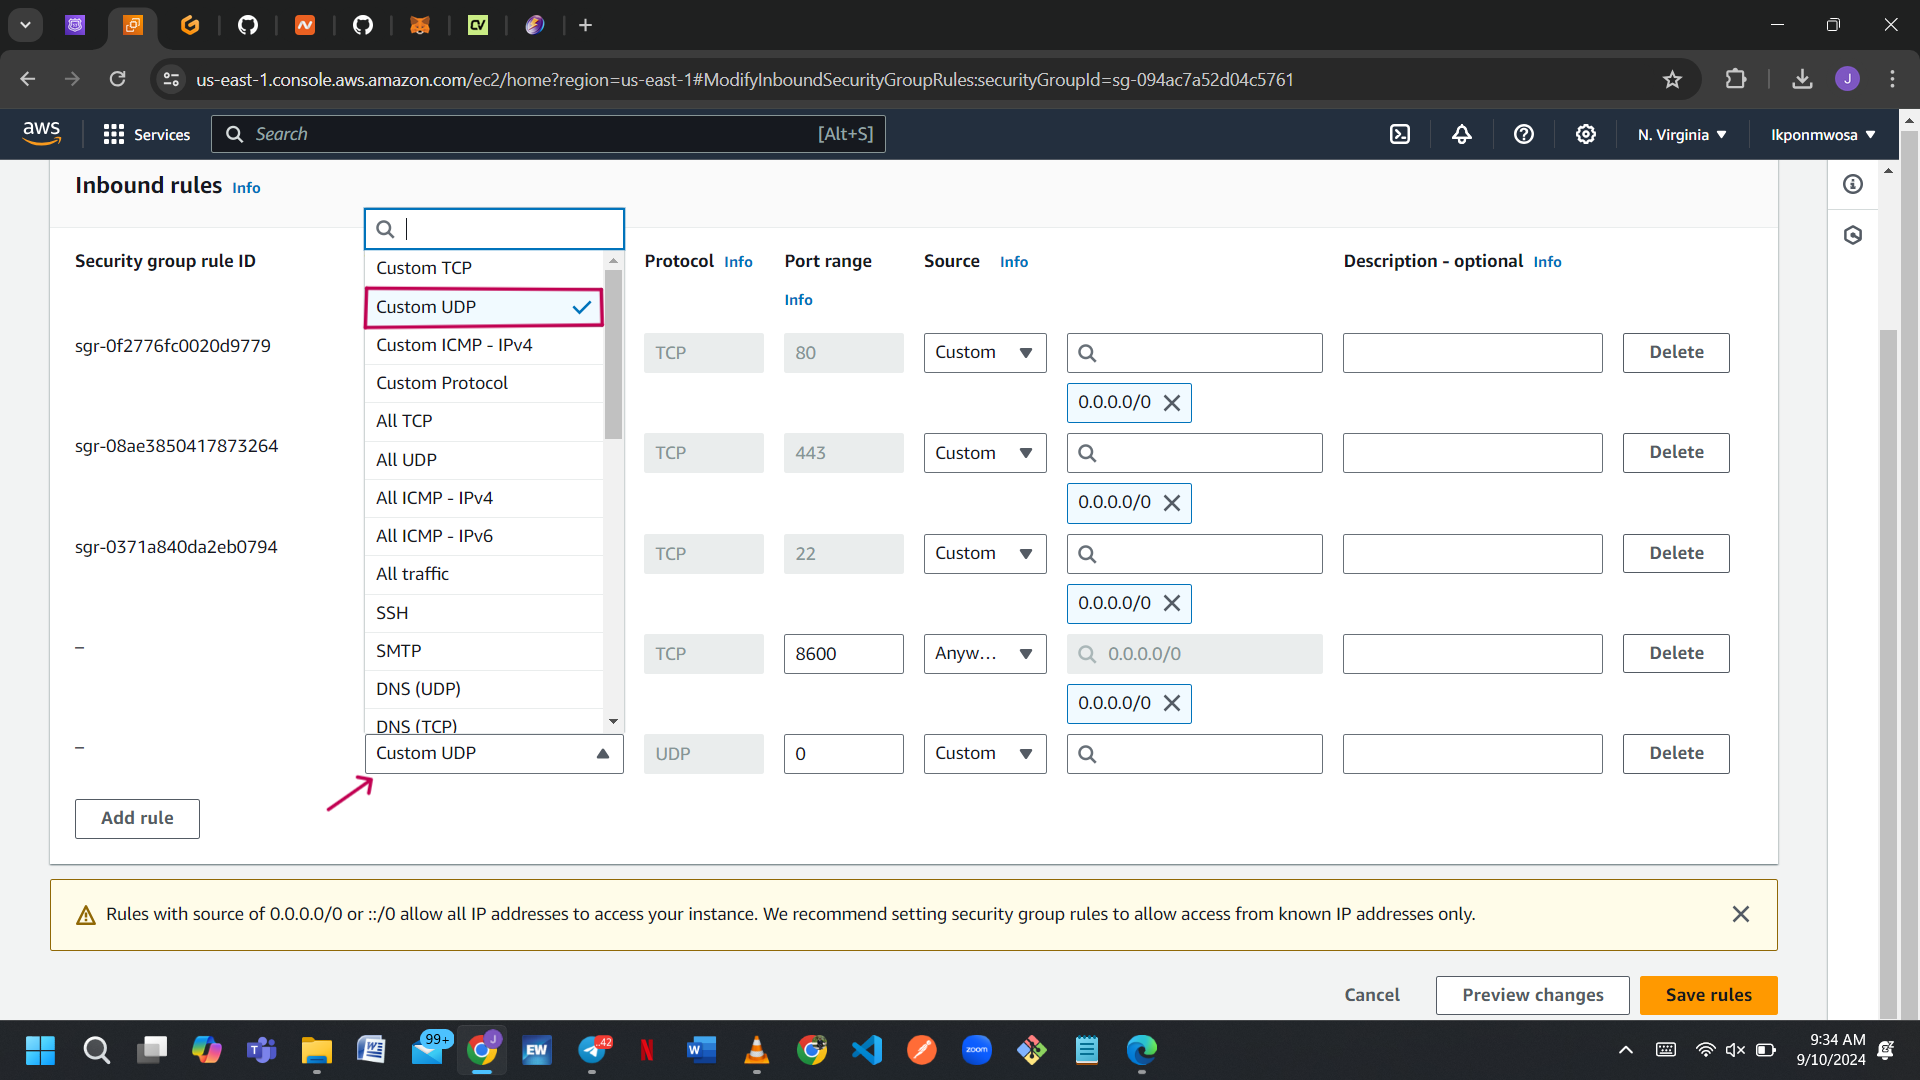 us-east-1.console.aws.amazon.com/ec2/home?region=us-east-1#ModifyInboundSecurityGroupRules:securityGroupId=sg-094ac7a52d04c5761
J
aws
Services
Search
[Alt+S]
N. Virginia
Ikponmwosa
Inbound rules Info
Security group rule ID
Protocol Info
Port range
Info
Source Info
Description - optional Info
Custom TCP
Custom UDP
Custom ICMP - IPv4
Custom Protocol
All TCP
All UDP
All ICMP - IPv4
All ICMP - IPv6
All traffic
SSH
SMTP
DNS (UDP)
DNS (TCP)
sgr-0f2776fc0020d9779
TCP
80
Custom
Delete
0.0.0.0/0
sgr-08ae3850417873264
TCP
443
Custom
Delete
0.0.0.0/0
sgr-0371a840da2eb0794
TCP
22
Custom
Delete
0.0.0.0/0
–
TCP
8600
Anyw...
0.0.0.0/0
Delete
0.0.0.0/0
–
Custom UDP
UDP
0
Custom
Delete
Add rule
Rules with source of 0.0.0.0/0 or ::/0 allow all IP addresses to access your instance. We recommend setting security group rules to allow access from known IP addresses only.
Cancel
Preview changes
Save rules
99+
J
EW
42
N
W
zoom
9:34 AM
9/10/2024